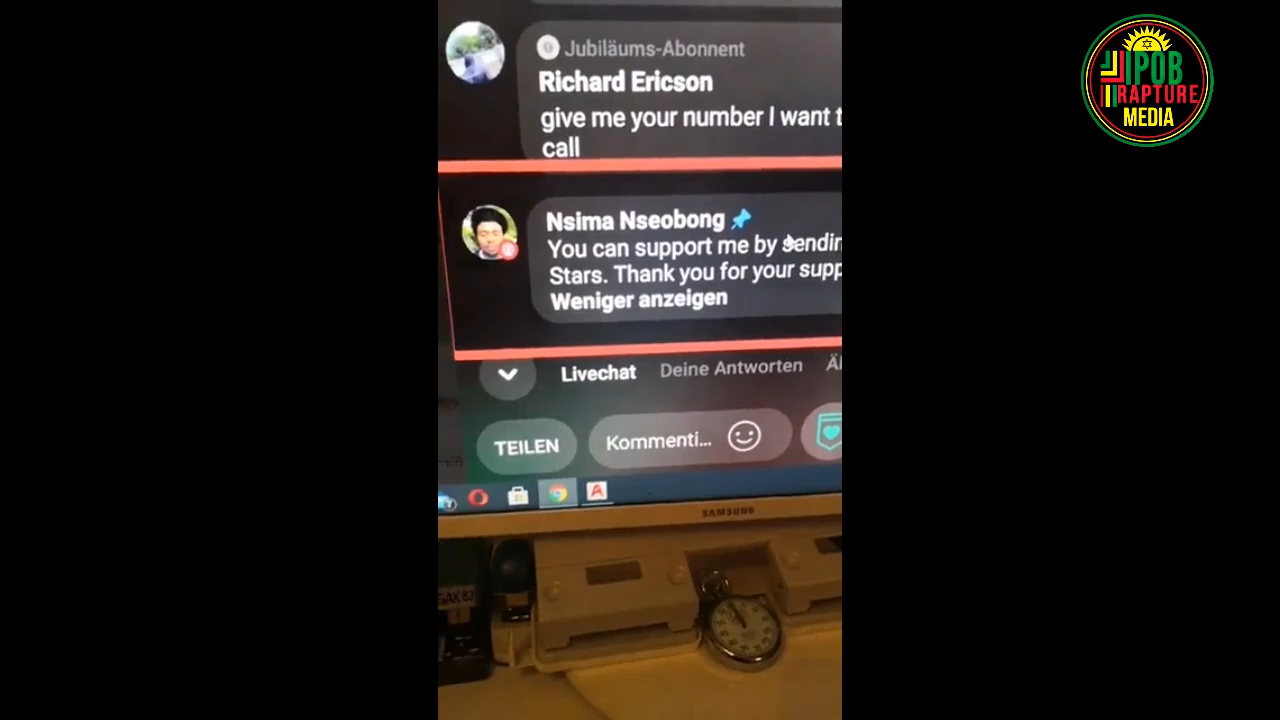 Jubiläums-Abonnent
Richard Ericson
give me your number I want t
call
Nsima Nseobong
You can support me by sendin
Stars. Thank you for your supp
Weniger anzeigen
Livechat Deine Antworten Äl
TEILEN Kommenti...
SAMSUNG
IPOB
RAPTURE
MEDIA